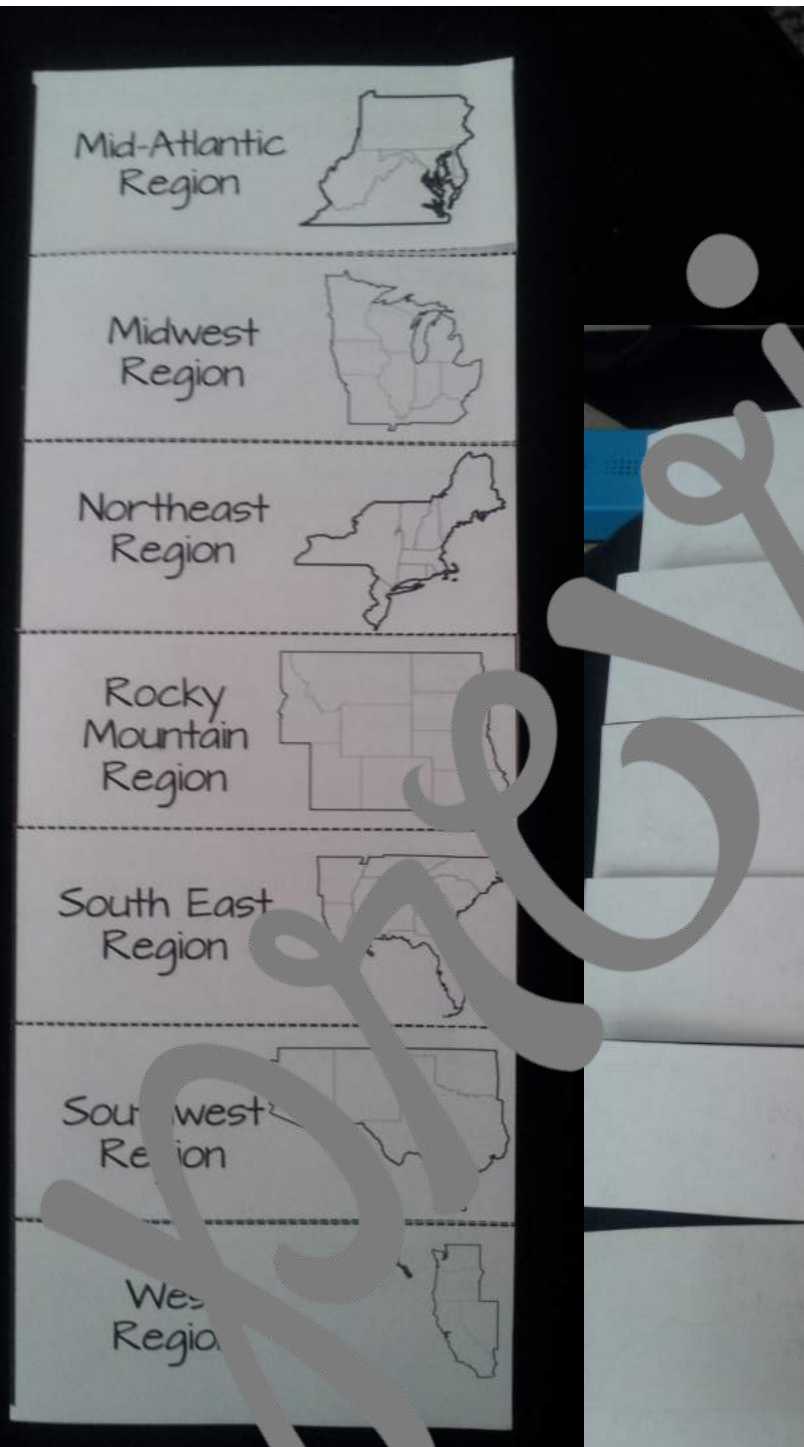 Mid-Atlantic
Region
Midwest
Region
Northeast
Region
Rocky
Mountain
Region
South East
Region
Region